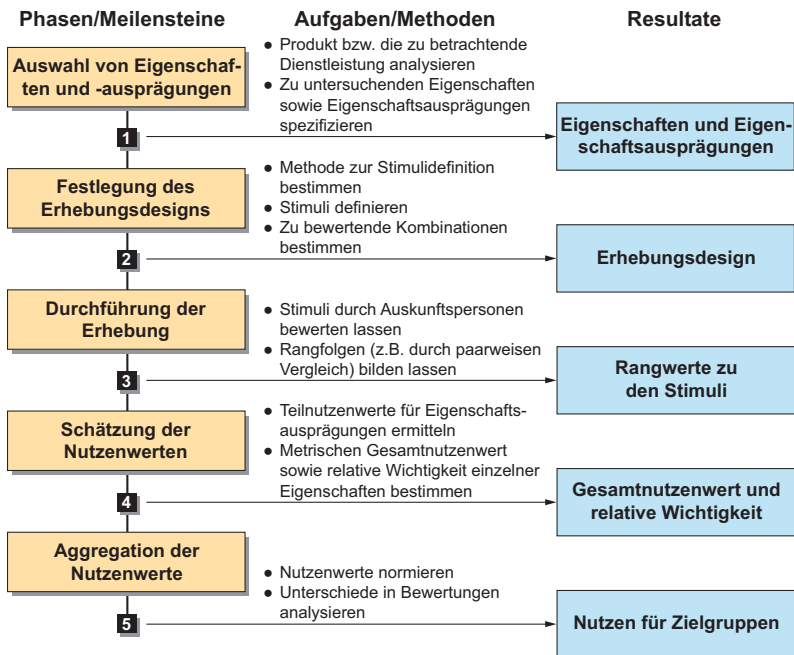 Phasen/Meilensteine
Aufgaben/Methoden
Resultate
Auswahl von Eigenschaf-
ten und -ausprägungen
● Produkt bzw. die zu betrachtende
Dienstleistung analysieren
● Zu untersuchenden Eigenschaften
sowie Eigenschaftsausprägungen
spezifizieren
1
Eigenschaften und Eigen-
schaftsausprägungen
Festlegung des
Erhebungsdesigns
● Methode zur Stimulidefinition
bestimmen
● Stimuli definieren
● Zu bewertende Kombinationen
bestimmen
2
Erhebungsdesign
Durchführung der
Erhebung
● Stimuli durch Auskunftspersonen
bewerten lassen
● Rangfolgen (z.B. durch paarweisen
Vergleich) bilden lassen
3
Rangwerte zu
den Stimuli
Schätzung der
Nutzenwerten
● Teilnutzenwerte für Eigenschafts-
ausprägungen ermitteln
● Metrischen Gesamtnutzenwert
sowie relative Wichtigkeit einzelner
Eigenschaften bestimmen
4
Gesamtnutzenwert und
relative Wichtigkeit
Aggregation der
Nutzenwerte
● Nutzenwerte normieren
● Unterschiede in Bewertungen
analysieren
5
Nutzen für Zielgruppen